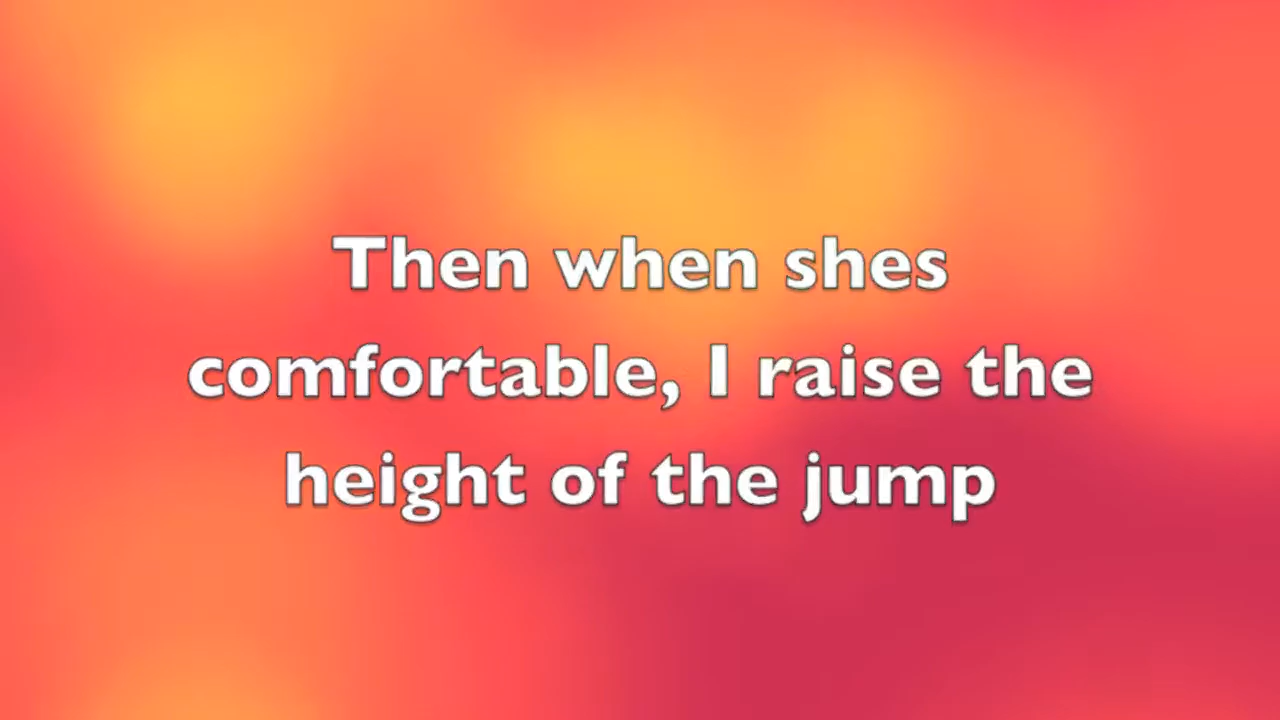 Then when shes
comfortable, I raise the
height of the jump